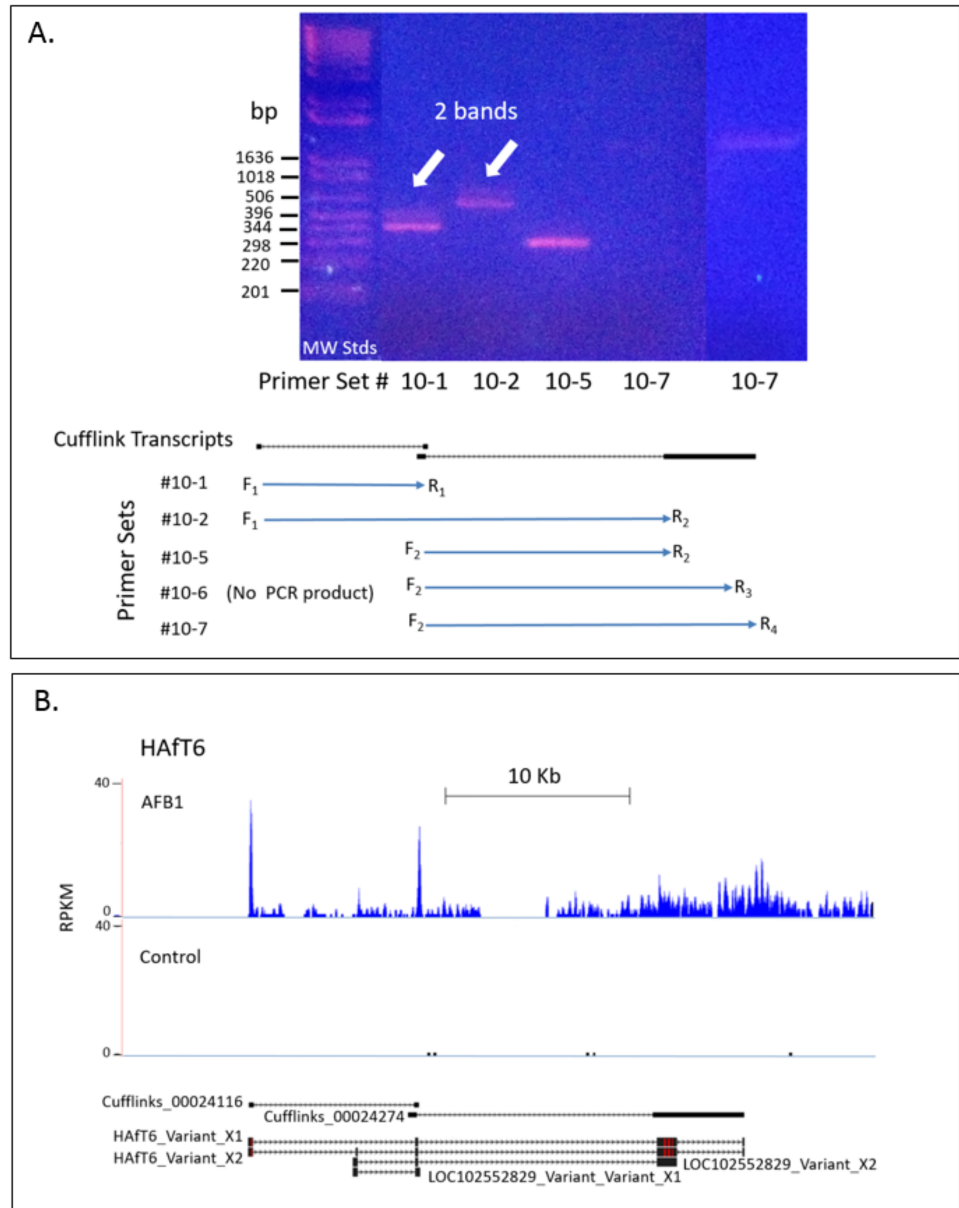 A.
bp
2 bands
1636
1018
506
396
344
298
220
201
MW Stds
Primer Set # 10-1 10-2 10-5 10-7 10-7
Cufflink Transcripts
Primer Sets
#10-1 F1 R1
#10-2 F1 R2
#10-5 F2 R2
#10-6 (No PCR product) F2 R3
#10-7 F2 R4
B.
HAfT6
10 Kb
40
AFB1
RPKM
0
40
Control
0
Cufflinks_00024116
Cufflinks_00024274
HAfT6_Variant_X1
HAfT6_Variant_X2
LOC102552829_Variant_X2
LOC102552829_Variant_Variant_X1